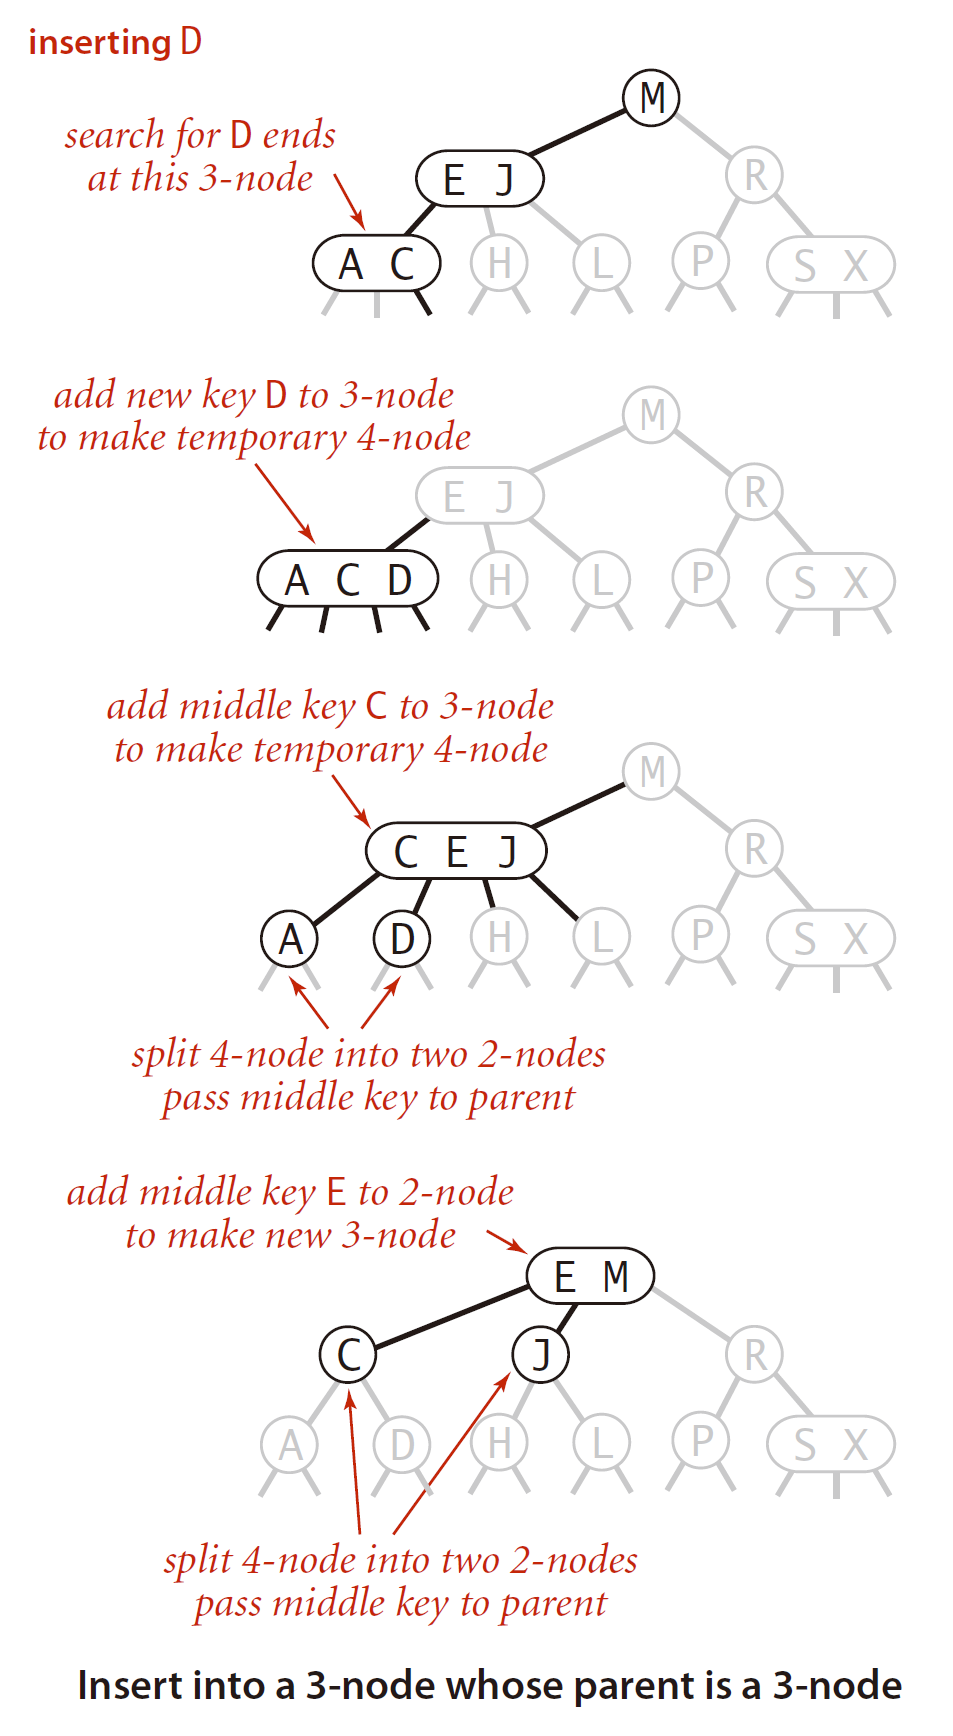 inserting D
search for D ends
at this 3-node
M
E J
R
A C
H
L
P
S X
add new key D to 3-node
to make temporary 4-node
M
E J
R
A C D
H
L
P
S X
add middle key C to 3-node
to make temporary 4-node
M
C E J
R
A
D
H
L
P
S X
split 4-node into two 2-nodes
pass middle key to parent
add middle key E to 2-node
to make new 3-node
E M
C
J
R
A
D
H
L
P
S X
split 4-node into two 2-nodes
pass middle key to parent
Insert into a 3-node whose parent is a 3-node